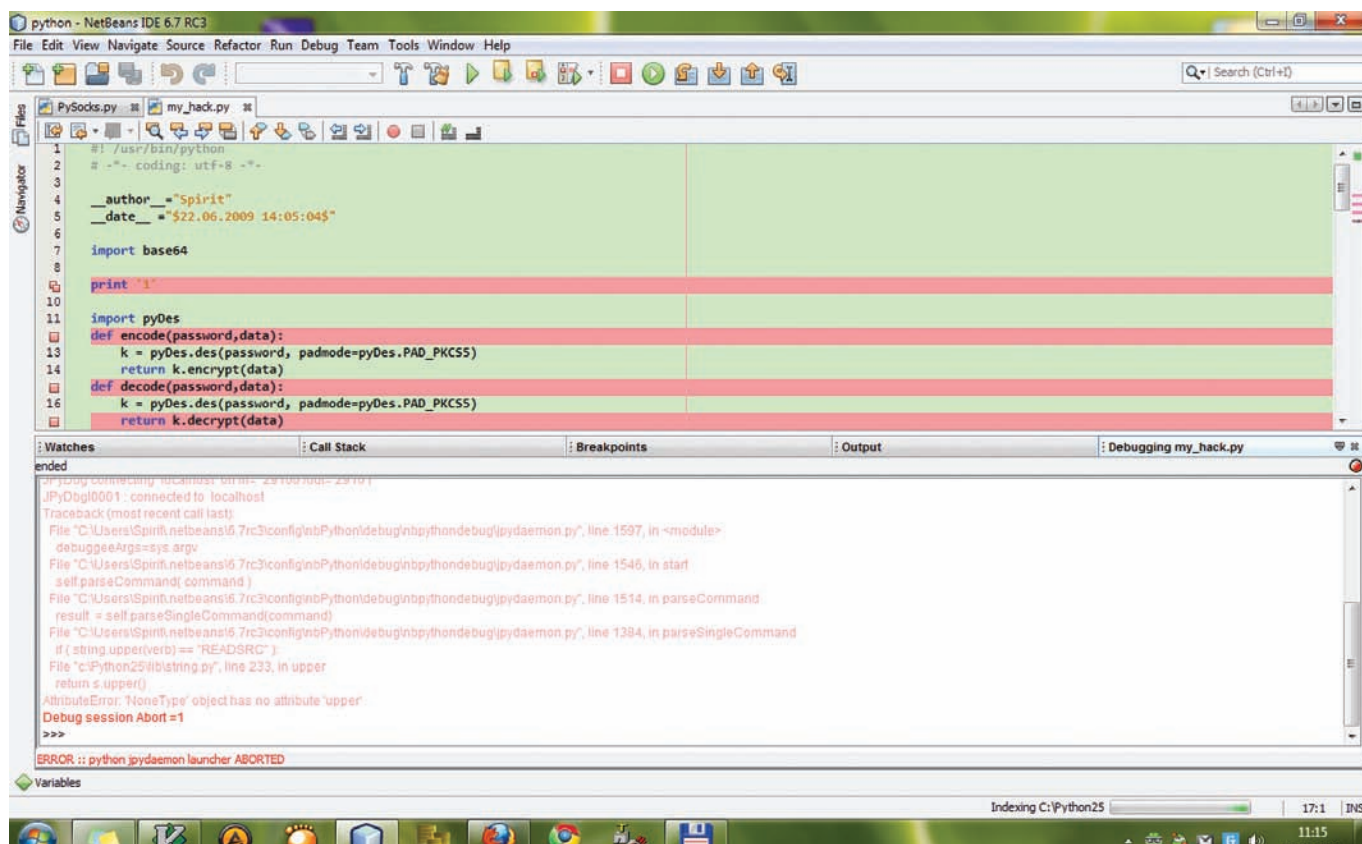 python - NetBeans IDE 6.7 RC3
File Edit View Navigate Source Refactor Run Debug Team Tools Window Help
Search (Ctrl+I)
Files
Navigator
PySocks.py
my_hack.py
1 #! /usr/bin/python
2 # -*- coding: utf-8 -*-
3
4 __author__="Spirit"
5 __date__ ="$22.06.2009 14:05:04$"
6
7 import base64
8
print '1'
10
11 import pyDes
def encode(password,data):
13 k = pyDes.des(password, padmode=pyDes.PAD_PKCS5)
14 return k.encrypt(data)
def decode(password,data):
16 k = pyDes.des(password, padmode=pyDes.PAD_PKCS5)
return k.decrypt(data)
Watches
Call Stack
Breakpoints
Output
Debugging my_hack.py
ended
JPyDbg connecting localhost on in=
JPyDbgI0001 : connected to localhost
Traceback (most recent call last):
File "C:\Users\Spirit\.netbeans\6.7rc3\config\nbPython\debug\nbpythondebug\jpydaemon.py", line 1597, in <module>
debuggeeArgs=sys.argv
File "C:\Users\Spirit\.netbeans\6.7rc3\config\nbPython\debug\nbpythondebug\jpydaemon.py", line 1546, in start
self.parseCommand( command )
File "C:\Users\Spirit\.netbeans\6.7rc3\config\nbPython\debug\nbpythondebug\jpydaemon.py", line 1514, in parseCommand
result = self.parseSingleCommand(command)
File "C:\Users\Spirit\.netbeans\6.7rc3\config\nbPython\debug\nbpythondebug\jpydaemon.py", line 1384, in parseSingleCommand
if ( string.upper(verb) == "READSRC" ):
File "c:\Python25\lib\string.py", line 233, in upper
return s.upper()
AttributeError: 'NoneType' object has no attribute 'upper'
Debug session Abort =1
>>>
ERROR :: python jpydaemon launcher ABORTED
Variables
Indexing C:\Python25
17:1
INS
11:15